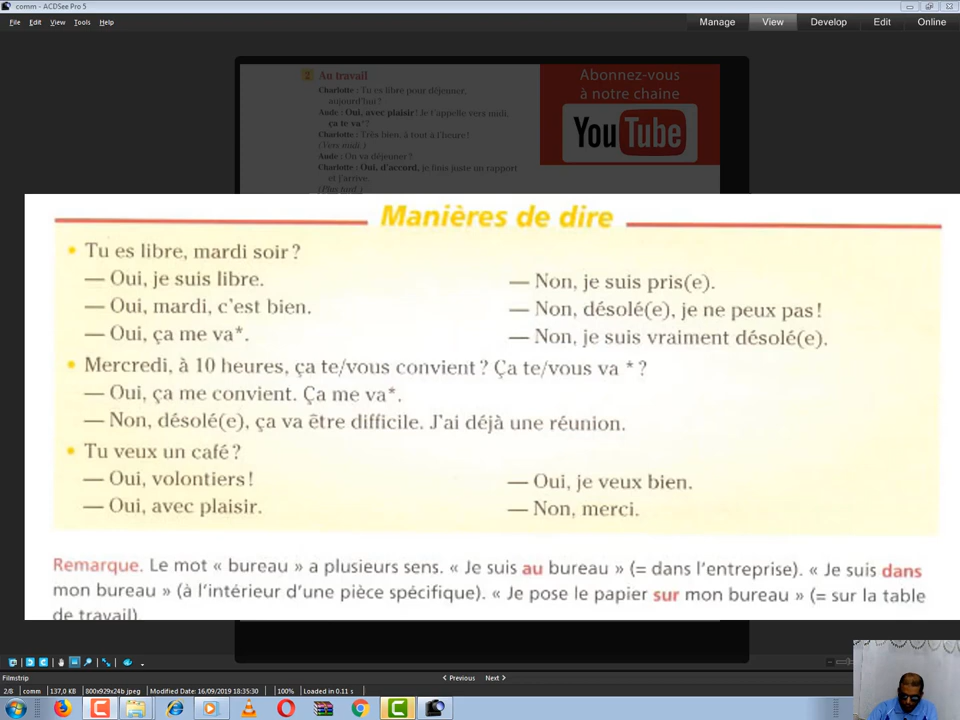 comm - ACDSee Pro 5
File Edit View Tools Help
Manage View Develop Edit Online
2 Au travail
Charlotte : Tu es libre pour déjeuner,
aujourd'hui ?
Aude : Oui, avec plaisir ! Je t'appelle vers midi,
ça te va* ?
Charlotte : Très bien, à tout à l'heure !
(Vers midi.)
Aude : On va déjeuner ?
Charlotte : Oui, d'accord, je finis juste un rapport
et j'arrive.
(Plus tard.)
Abonnez-vous
à notre chaine
YouTube
Manières de dire
• Tu es libre, mardi soir ?
— Oui, je suis libre.
— Non, je suis pris(e).
— Oui, mardi, c'est bien.
— Non, désolé(e), je ne peux pas !
— Oui, ça me va*.
— Non, je suis vraiment désolé(e).
• Mercredi, à 10 heures, ça te/vous convient ? Ça te/vous va * ?
— Oui, ça me convient. Ça me va*.
— Non, désolé(e), ça va être difficile. J'ai déjà une réunion.
• Tu veux un café ?
— Oui, volontiers !
— Oui, je veux bien.
— Oui, avec plaisir.
— Non, merci.
Remarque. Le mot « bureau » a plusieurs sens. « Je suis au bureau » (= dans l'entreprise). « Je suis dans
mon bureau » (à l'intérieur d'une pièce spécifique). « Je pose le papier sur mon bureau » (= sur la table
de travail)
Filmstrip
Previous Next
2/8 comm 137,0 KB 800x929x24b jpeg Modified Date: 16/09/2019 18:35:30 100% Loaded in 0.11 s